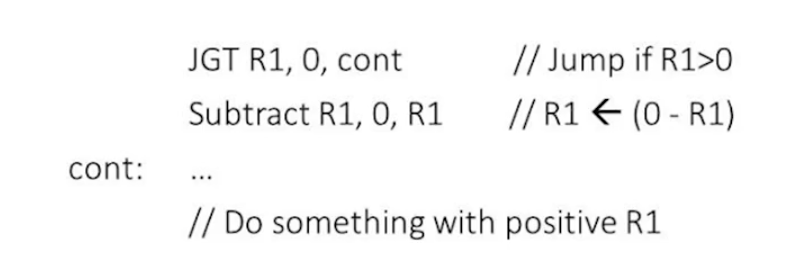 JGT R1, 0, cont // Jump if R1>0
Subtract R1, 0, R1 // R1 ← (0 - R1)
cont: ...
// Do something with positive R1